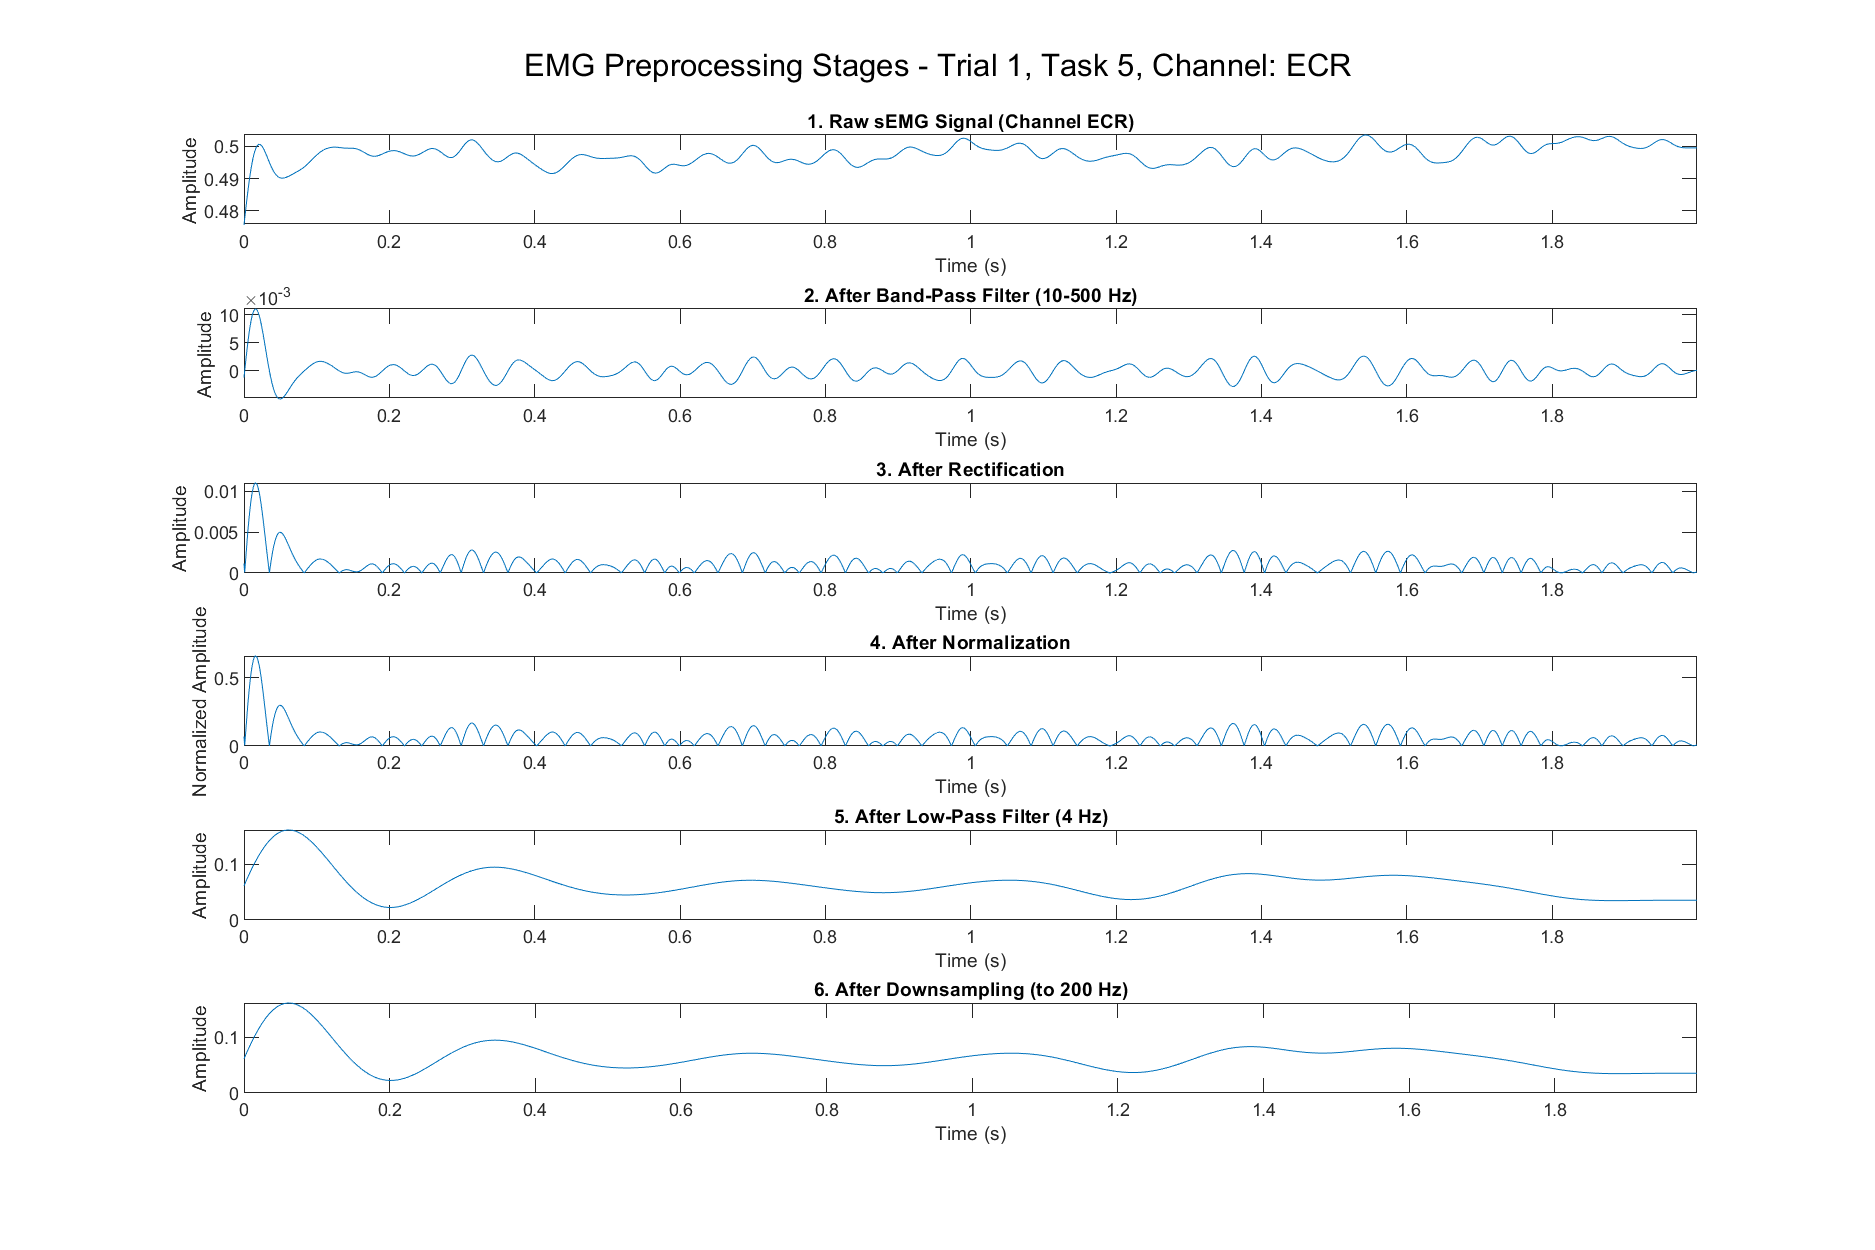 EMG Preprocessing Stages - Trial 1, Task 5, Channel: ECR
1. Raw sEMG Signal (Channel ECR)
Amplitude
0.5
0.49
0.48
0 0.2 0.4 0.6 0.8 1 1.2 1.4 1.6 1.8
Time (s)
2. After Band-Pass Filter (10-500 Hz)
×10-3
Amplitude
10
5
0
0 0.2 0.4 0.6 0.8 1 1.2 1.4 1.6 1.8
Time (s)
3. After Rectification
Amplitude
0.01
0.005
0
0 0.2 0.4 0.6 0.8 1 1.2 1.4 1.6 1.8
Time (s)
4. After Normalization
Normalized Amplitude
0.5
0
0 0.2 0.4 0.6 0.8 1 1.2 1.4 1.6 1.8
Time (s)
5. After Low-Pass Filter (4 Hz)
Amplitude
0.1
0
0 0.2 0.4 0.6 0.8 1 1.2 1.4 1.6 1.8
Time (s)
6. After Downsampling (to 200 Hz)
Amplitude
0.1
0
0 0.2 0.4 0.6 0.8 1 1.2 1.4 1.6 1.8
Time (s)